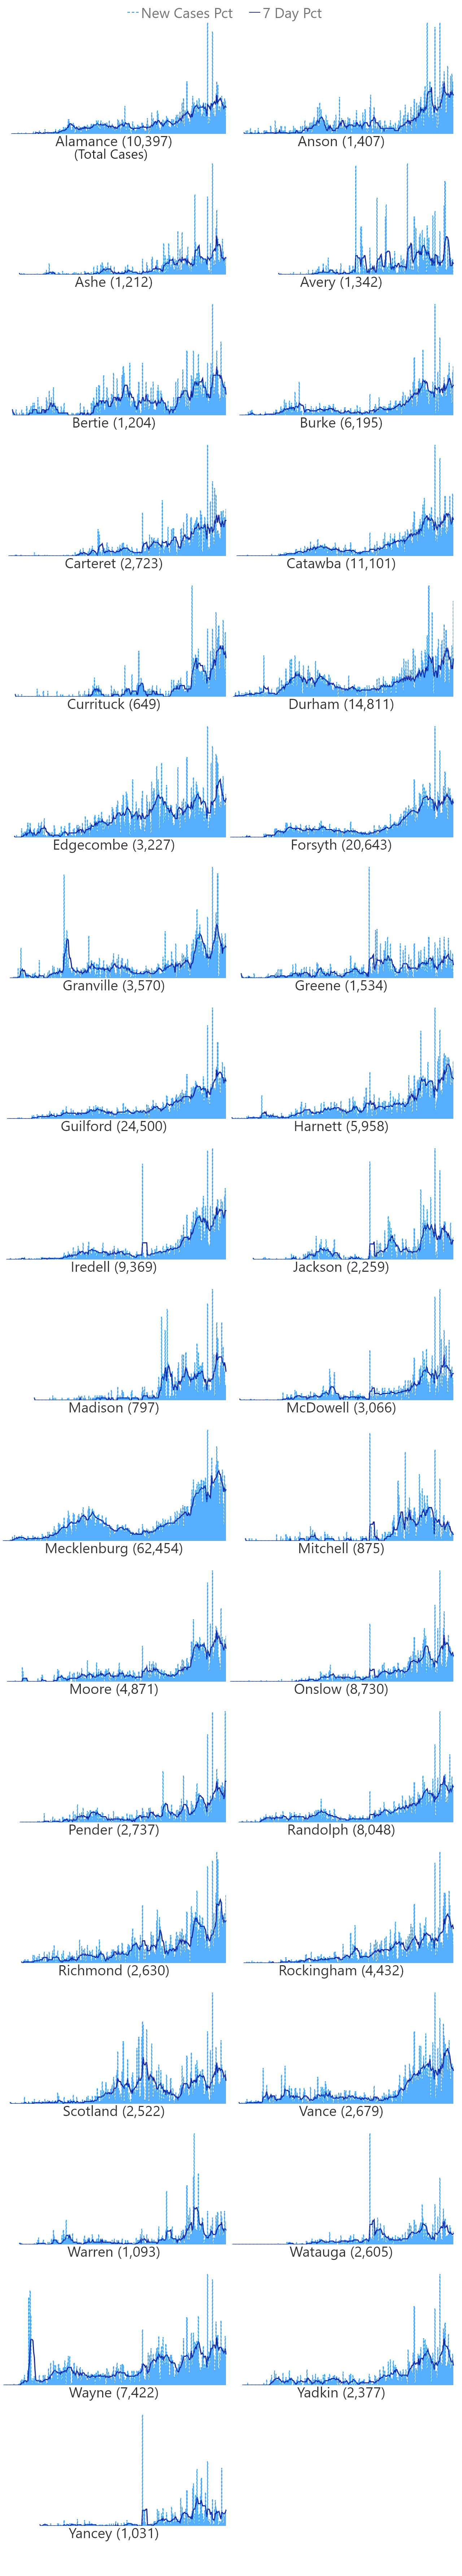 New Cases Pct 7 Day Pct
Alamance (10,397) Anson (1,407)
(Total Cases)
Ashe (1,212) Avery (1,342)
Bertie (1,204) Burke (6,195)
Carteret (2,723) Catawba (11,101)
Currituck (649) Durham (14,811)
Edgecombe (3,227) Forsyth (20,643)
Granville (3,570) Greene (1,534)
Guilford (24,500) Harnett (5,958)
Iredell (9,369) Jackson (2,259)
Madison (797) McDowell (3,066)
Mecklenburg (62,454) Mitchell (875)
Moore (4,871) Onslow (8,730)
Pender (2,737) Randolph (8,048)
Richmond (2,630) Rockingham (4,432)
Scotland (2,522) Vance (2,679)
Warren (1,093) Watauga (2,605)
Wayne (7,422) Yadkin (2,377)
Yancey (1,031)